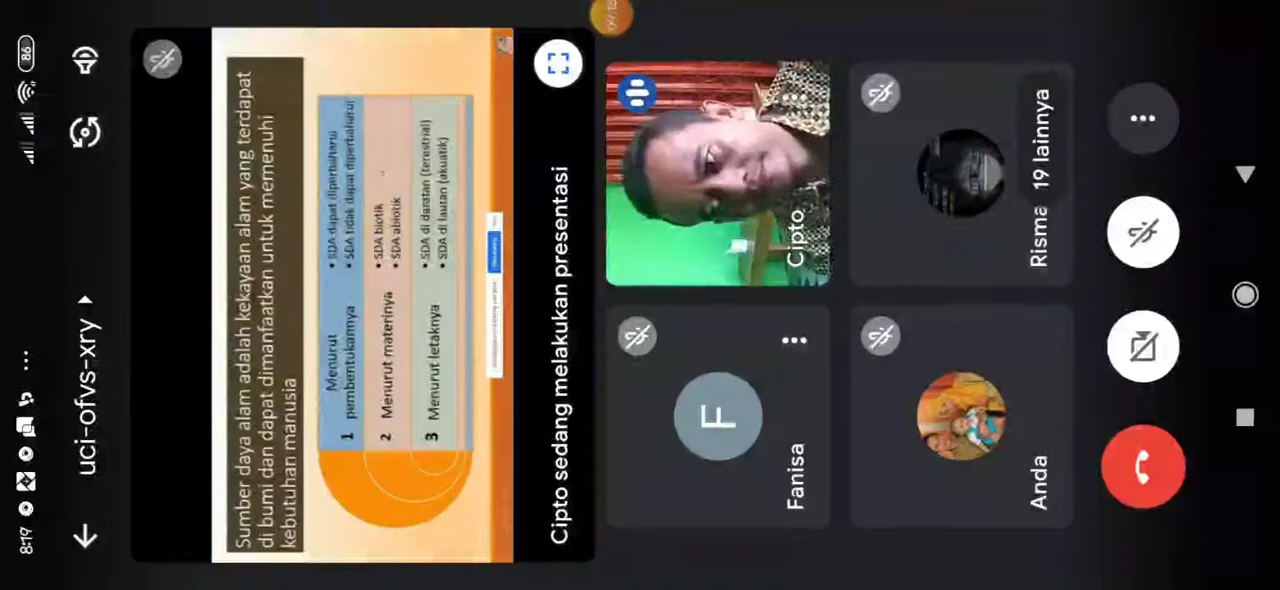 8:19
86
uci-ofvs-xry
Sumber daya alam adalah kekayaan alam yang terdapat
di bumi dan dapat dimanfaatkan untuk memenuhi
kebutuhan manusia
1 Menurut
pembentukannya
• SDA dapat diperbaharui
• SDA tidak dapat diperbaharui
2 Menurut materinya
• SDA biotik
• SDA abiotik
3 Menurut letaknya
• SDA di daratan (terestrial)
• SDA di lautan (akuatik)
Cipto sedang melakukan presentasi
F
Fanisa
Cipto
Anda
Risma
19 lainnya